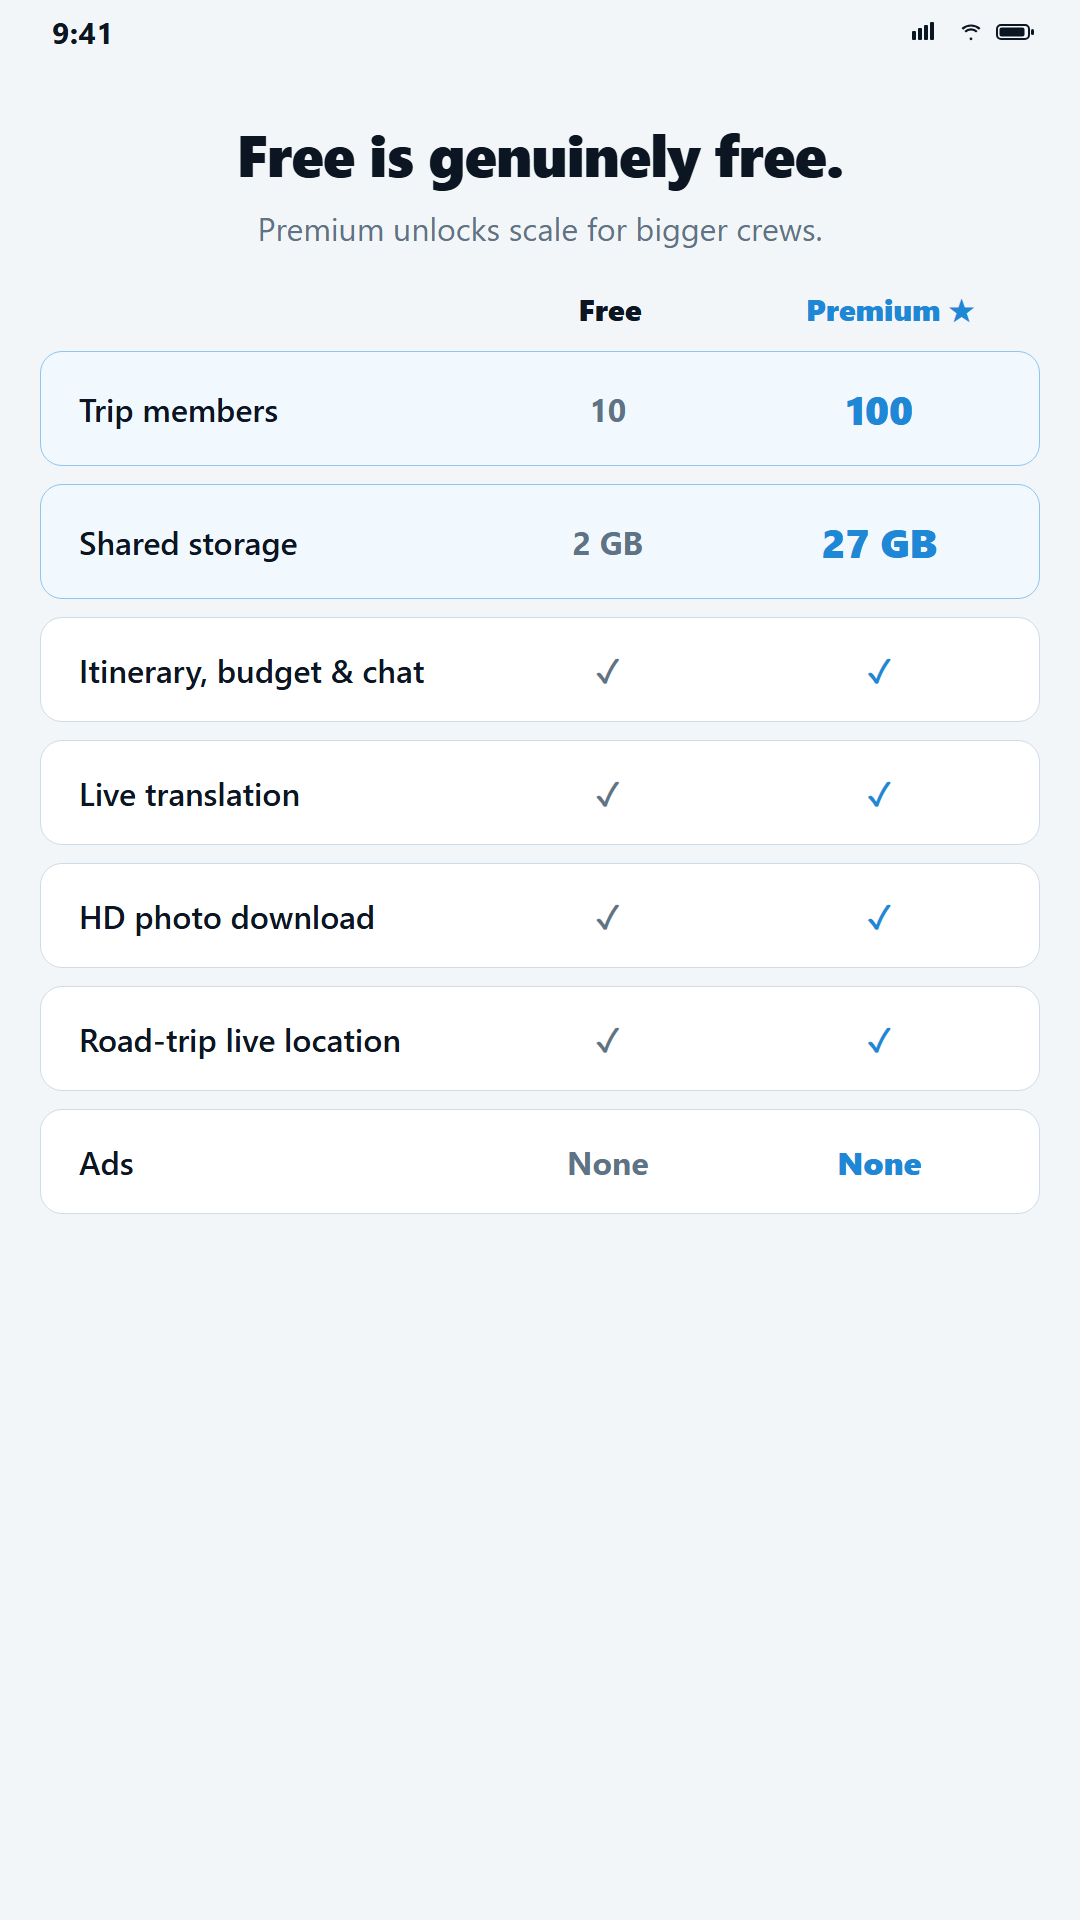 9:41
Free is genuinely free.
Premium unlocks scale for bigger crews.
Free Premium ★
Trip members 10 100
Shared storage 2 GB 27 GB
Itinerary, budget & chat ✓ ✓
Live translation ✓ ✓
HD photo download ✓ ✓
Road-trip live location ✓ ✓
Ads None None